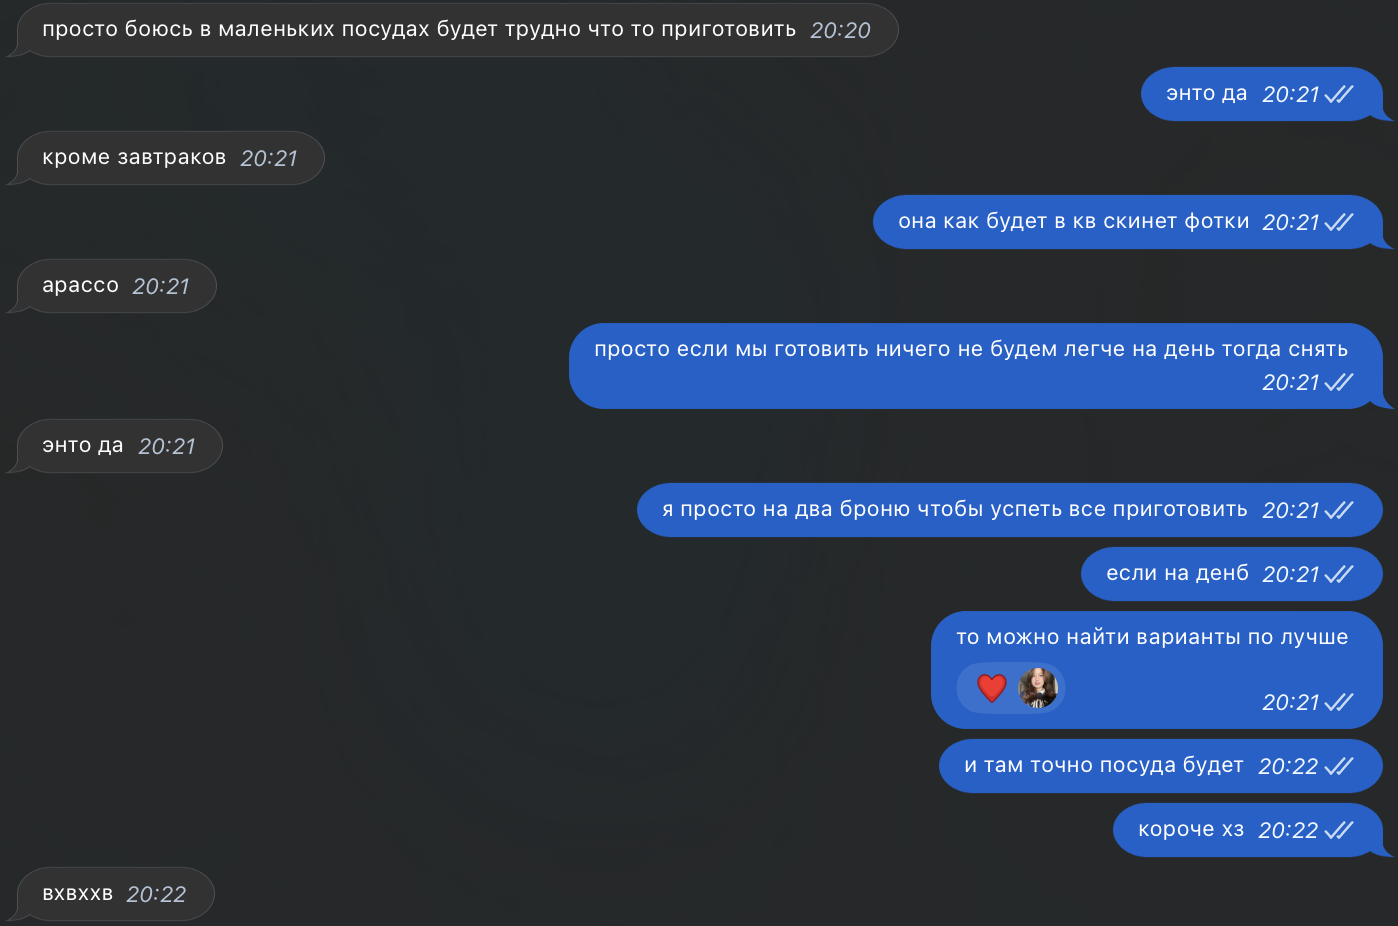 просто боюсь в маленьких посудах будет трудно что то приготовить 20:20
энто да 20:21
кроме завтраков 20:21
она как будет в кв скинет фотки 20:21
арассо 20:21
просто если мы готовить ничего не будем легче на день тогда снять
20:21
энто да 20:21
я просто на два броню чтобы успеть все приготовить 20:21
если на денб 20:21
то можно найти варианты по лучше
20:21
и там точно посуда будет 20:22
короче хз 20:22
вхвххв 20:22